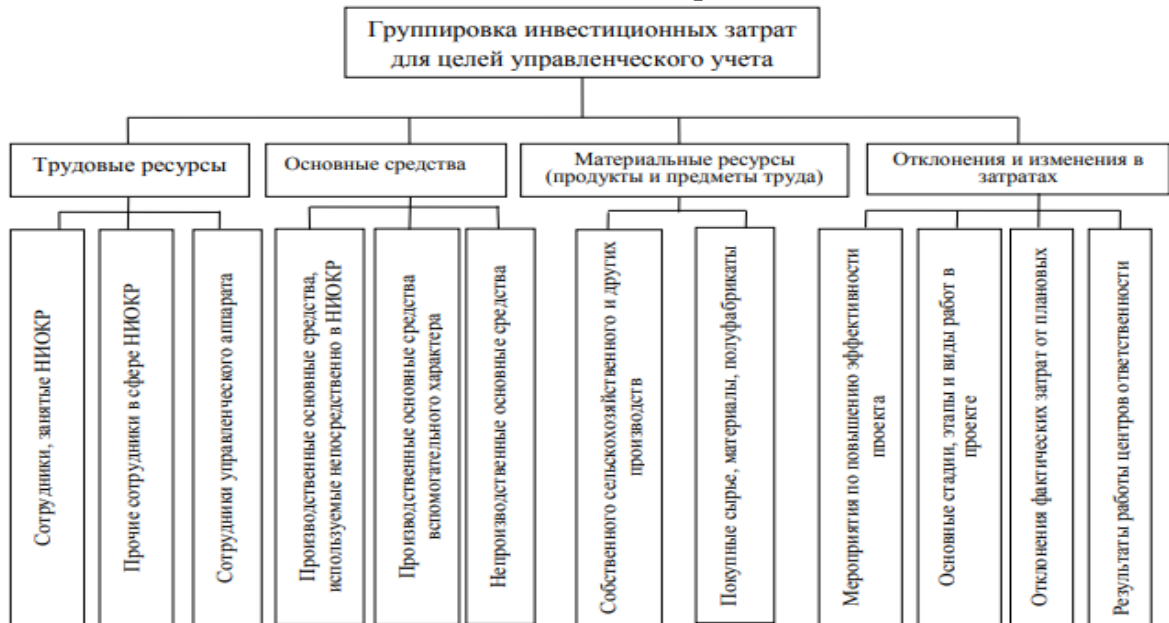 Группировка инвестиционных затрат
для целей управленческого учета
Трудовые ресурсы
Основные средства
Материальные ресурсы
(продукты и предметы труда)
Отклонения и изменения в
затратах
Сотрудники, занятые НИОКР
Прочие сотрудники в сфере НИОКР
Сотрудники управленческого аппарата
Производственные основные средства,
используемые непосредственно в НИОКР
Производственные основные средства
вспомогательного характера
Непроизводственные основные средства
Собственного сельскохозяйственного и других
производств
Покупные сырье, материалы, полуфабрикаты
Мероприятия по повышению эффективности
проекта
Основные стадии, этапы и виды работ в
проекте
Отклонения фактических затрат от плановых
Результаты работы центров ответственности